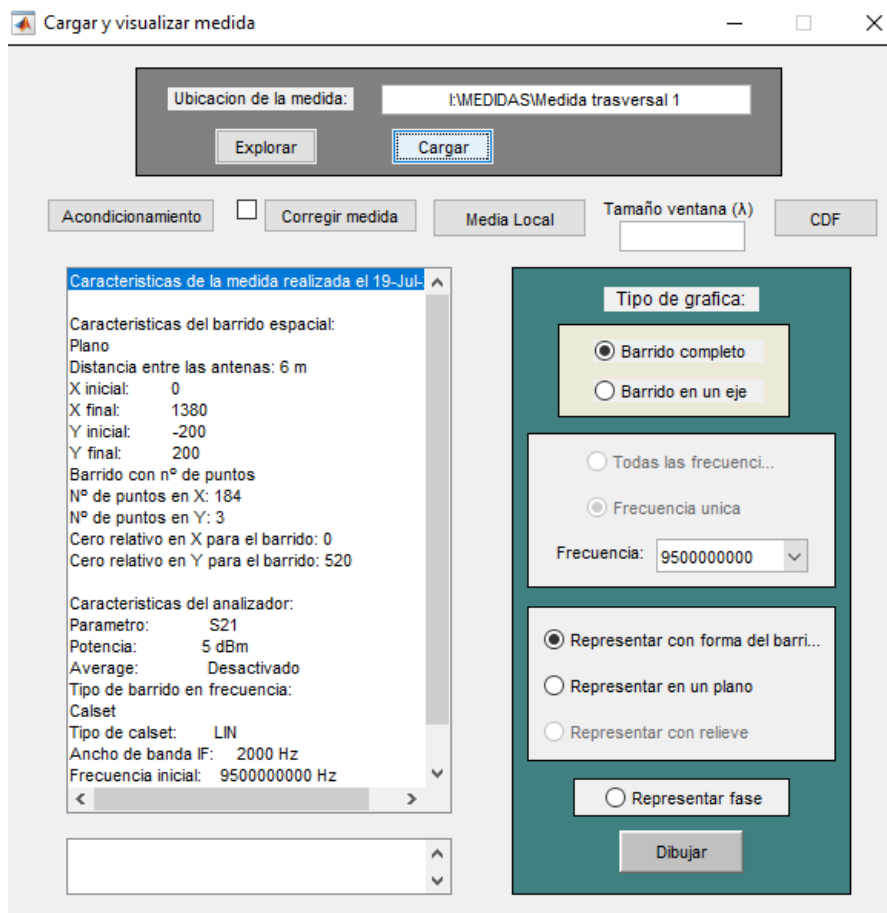 Cargar y visualizar medida
Ubicacion de la medida: I:\MEDIDAS\Medida trasversal 1
Explorar Cargar
Acondicionamiento Corregir medida Media Local Tamaño ventana (λ) CDF
Caracteristicas de la medida realizada el 19-Jul-
Caracteristicas del barrido espacial:
Plano
Distancia entre las antenas: 6 m
X inicial: 0
X final: 1380
Y inicial: -200
Y final: 200
Barrido con nº de puntos
Nº de puntos en X: 184
Nº de puntos en Y: 3
Cero relativo en X para el barrido: 0
Cero relativo en Y para el barrido: 520
Caracteristicas del analizador:
Parametro: S21
Potencia: 5 dBm
Average: Desactivado
Tipo de barrido en frecuencia:
Calset
Tipo de calset: LIN
Ancho de banda IF: 2000 Hz
Frecuencia inicial: 9500000000 Hz
Tipo de grafica:
Barrido completo
Barrido en un eje
Todas las frecuenci...
Frecuencia unica
Frecuencia: 9500000000
Representar con forma del barri...
Representar en un plano
Representar con relieve
Representar fase
Dibujar